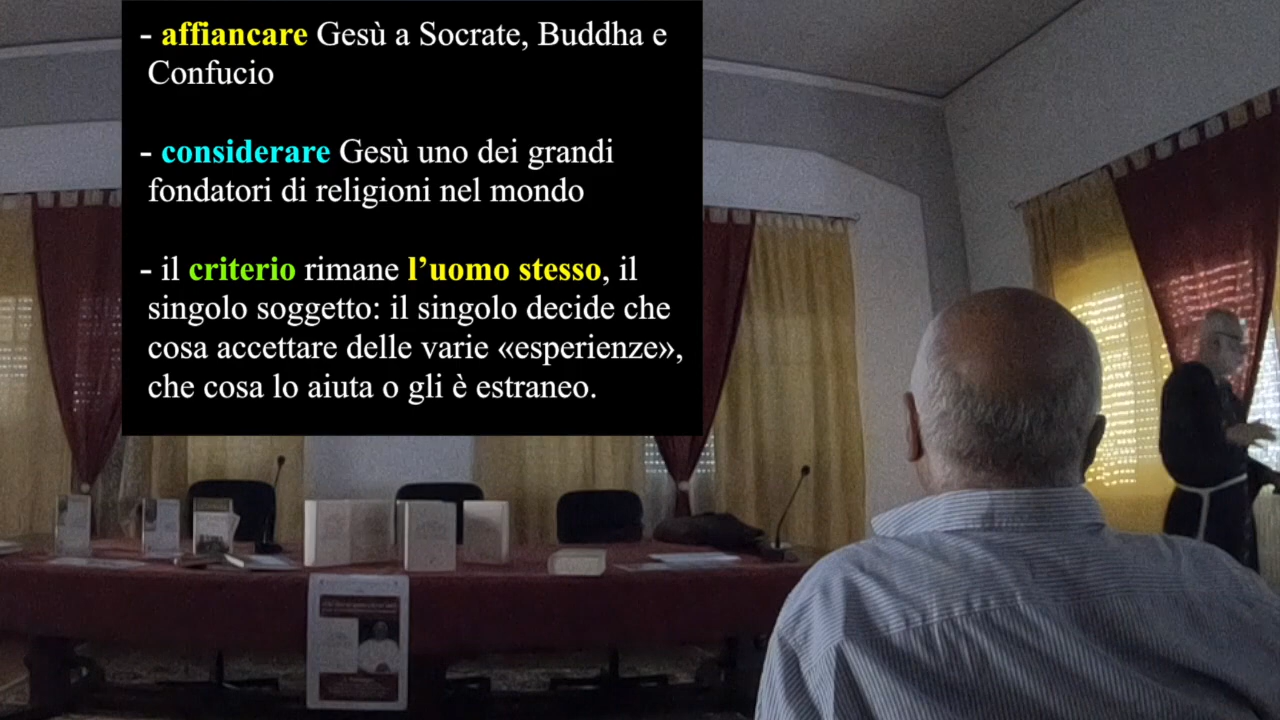 - affiancare Gesù a Socrate, Buddha e
Confucio
- considerare Gesù uno dei grandi
fondatori di religioni nel mondo
- il criterio rimane l’uomo stesso, il
singolo soggetto: il singolo decide che
cosa accettare delle varie «esperienze»,
che cosa lo aiuta o gli è estraneo.